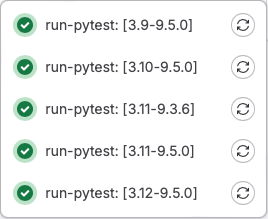 run-pytest: [3.9-9.5.0]
run-pytest: [3.10-9.5.0]
run-pytest: [3.11-9.3.6]
run-pytest: [3.11-9.5.0]
run-pytest: [3.12-9.5.0]